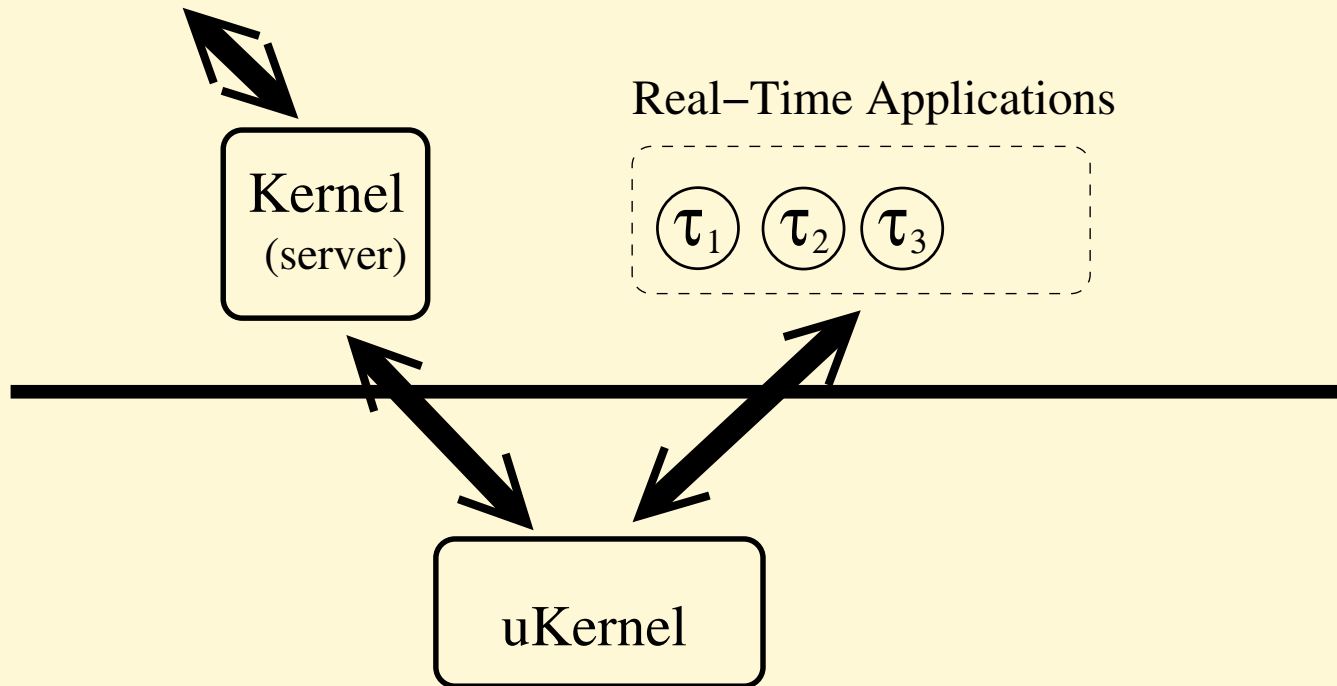 Real−Time Applications
Kernel
(server)
τ1 τ2 τ3
uKernel